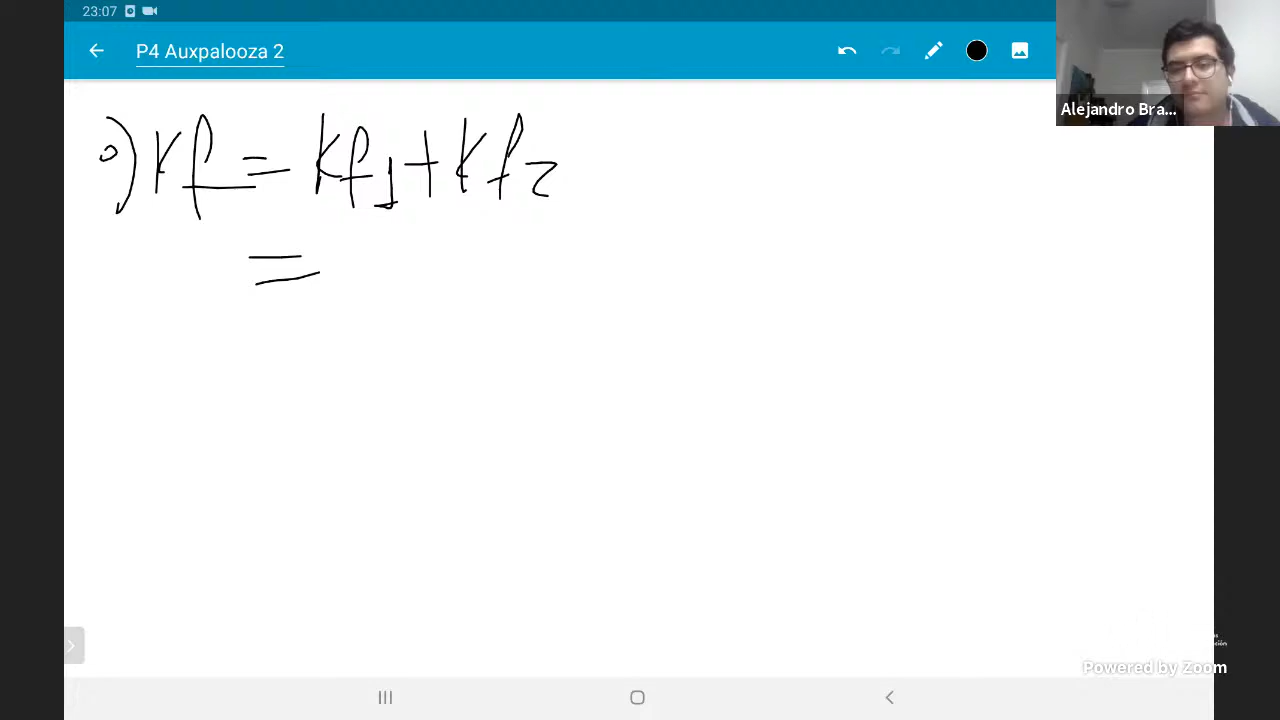 23:07
P4 Auxpalooza 2
Alejandro Bra...
a) Kf = Kf1 + Kf2
=
Powered by Zoom